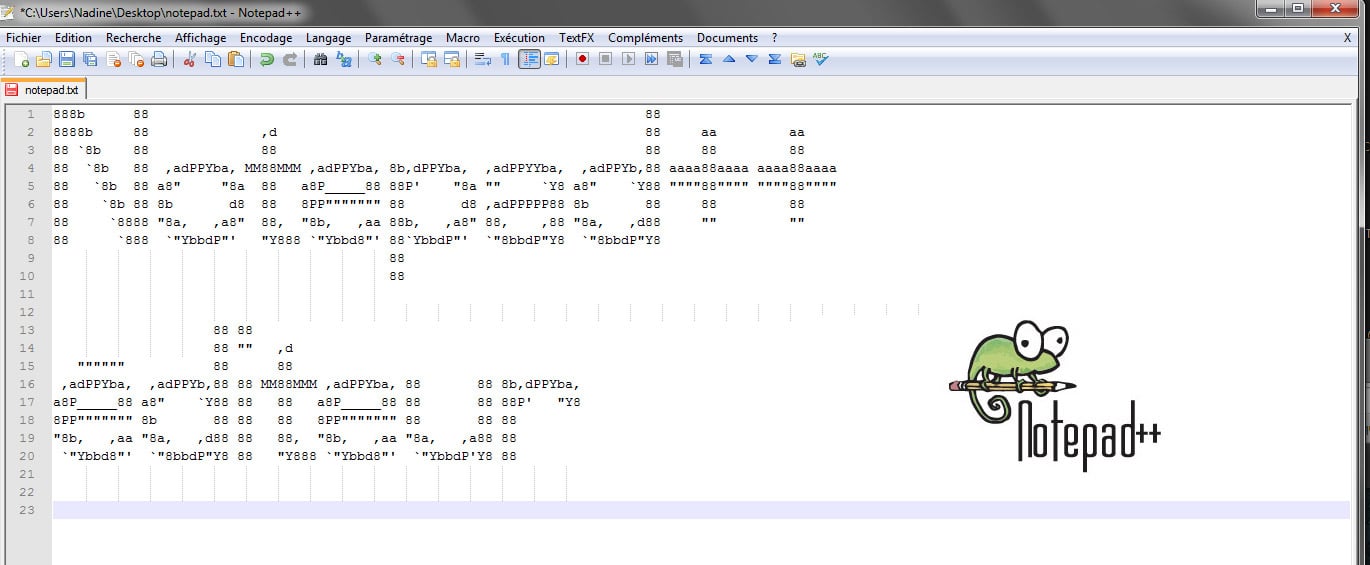 *C:\Users\Nadine\Desktop\notepad.txt - Notepad++
Fichier Edition Recherche Affichage Encodage Langage Paramétrage Macro Exécution TextFX Compléments Documents ? X
notepad.txt
1 888b      88                                                              88
2 8888b     88              ,d                                              88     aa         aa
3 88 `8b    88              88                                              88     88         88
4 88  `8b   88  ,adPPYba, MM88MMM ,adPPYba, 8b,dPPYba,  ,adPPYYba,  ,adPPYb,88 aaaa88aaaa aaaa88aaaa
5 88   `8b  88 a8"     "8a  88   a8P_____88 88P'    "8a ""     `Y8 a8"    `Y88 """"88"""" """"88""""
6 88    `8b 88 8b       d8  88   8PP""""""" 88       d8 ,adPPPPP88 8b       88     88         88
7 88     `8888 "8a,   ,a8"  88,  "8b,   ,aa 88b,   ,a8" 88,    ,88 "8a,   ,d88     ""         ""
8 88      `888  `"YbbdP"'   "Y888 `"Ybbd8"' 88`YbbdP"'  `"8bbdP"Y8  `"8bbdP"Y8
9                                           88
10                                          88
11
12
13                     88 88
14                     88 ""   ,d
15    """"""           88      88
16  ,adPPYba,  ,adPPYb,88 88 MM88MMM ,adPPYba, 88       88 8b,dPPYba,
17 a8P_____88 a8"    `Y88 88   88   a8P_____88 88       88 88P'   "Y8
18 8PP""""""" 8b       88 88   88   8PP""""""" 88       88 88
19 "8b,   ,aa "8a,   ,d88 88   88,  "8b,   ,aa "8a,   ,a88 88
20  `"Ybbd8"'  `"8bbdP"Y8 88   "Y888 `"Ybbd8"'  `"YbbdP'Y8 88
21
22
23
Notepad++